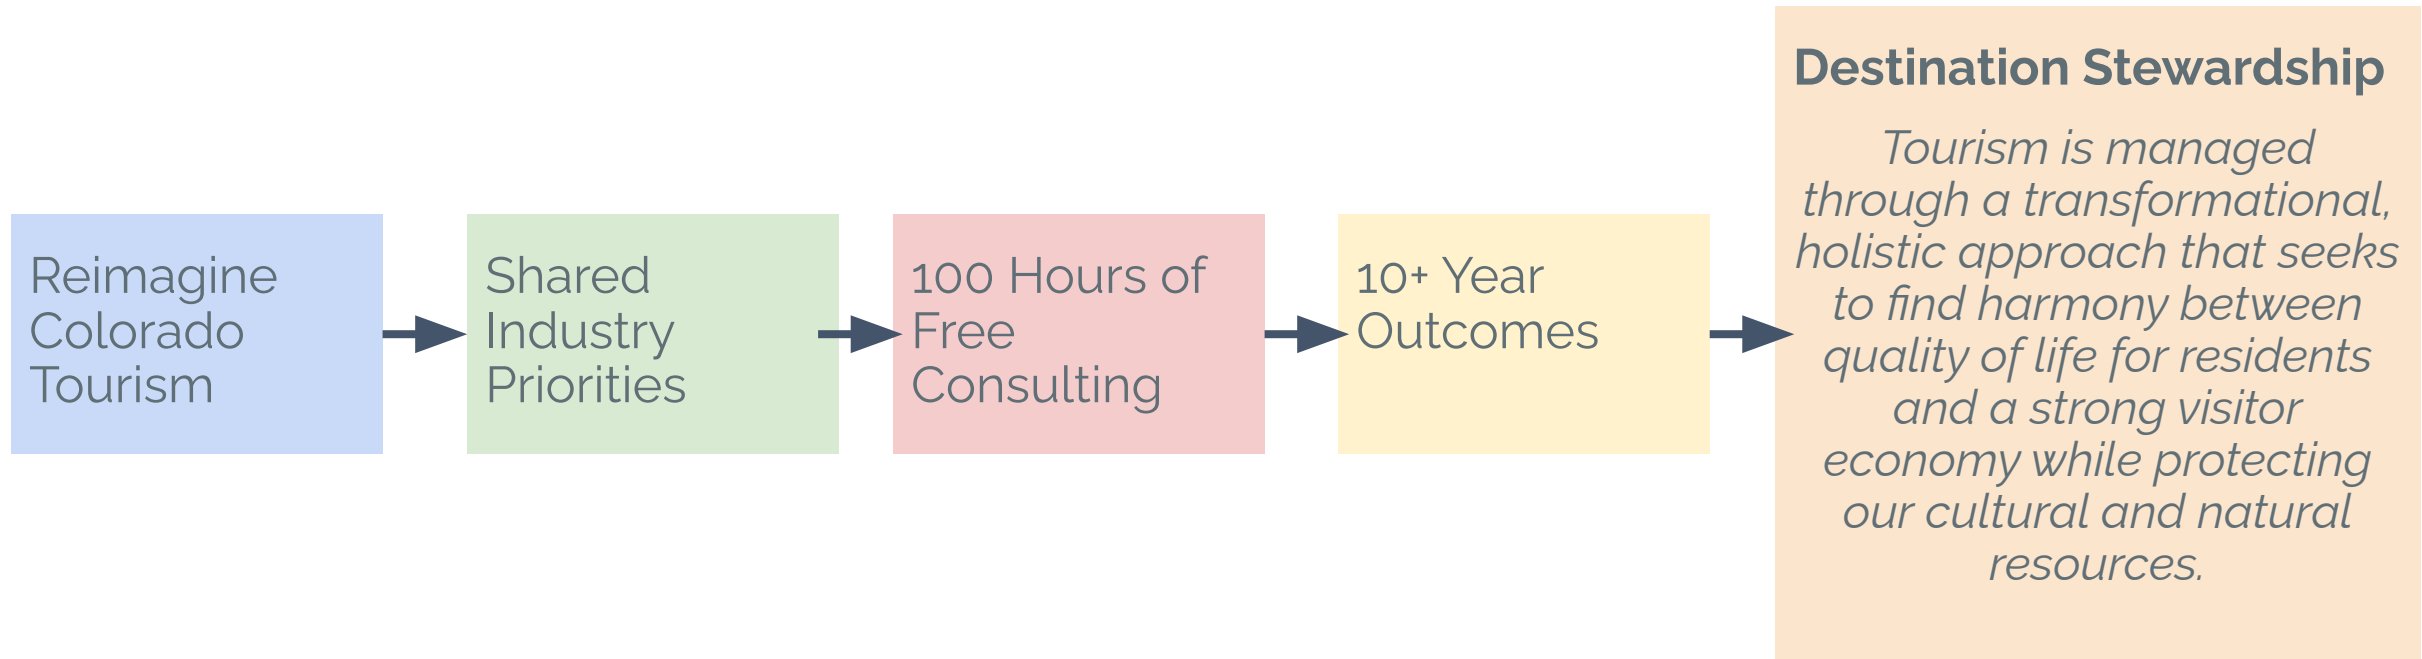 Reimagine
Colorado
Tourism
Shared
Industry
Priorities
100 Hours of
Free
Consulting
10+ Year
Outcomes
Destination Stewardship
Tourism is managed
through a transformational,
holistic approach that seeks
to find harmony between
quality of life for residents
and a strong visitor
economy while protecting
our cultural and natural
resources.